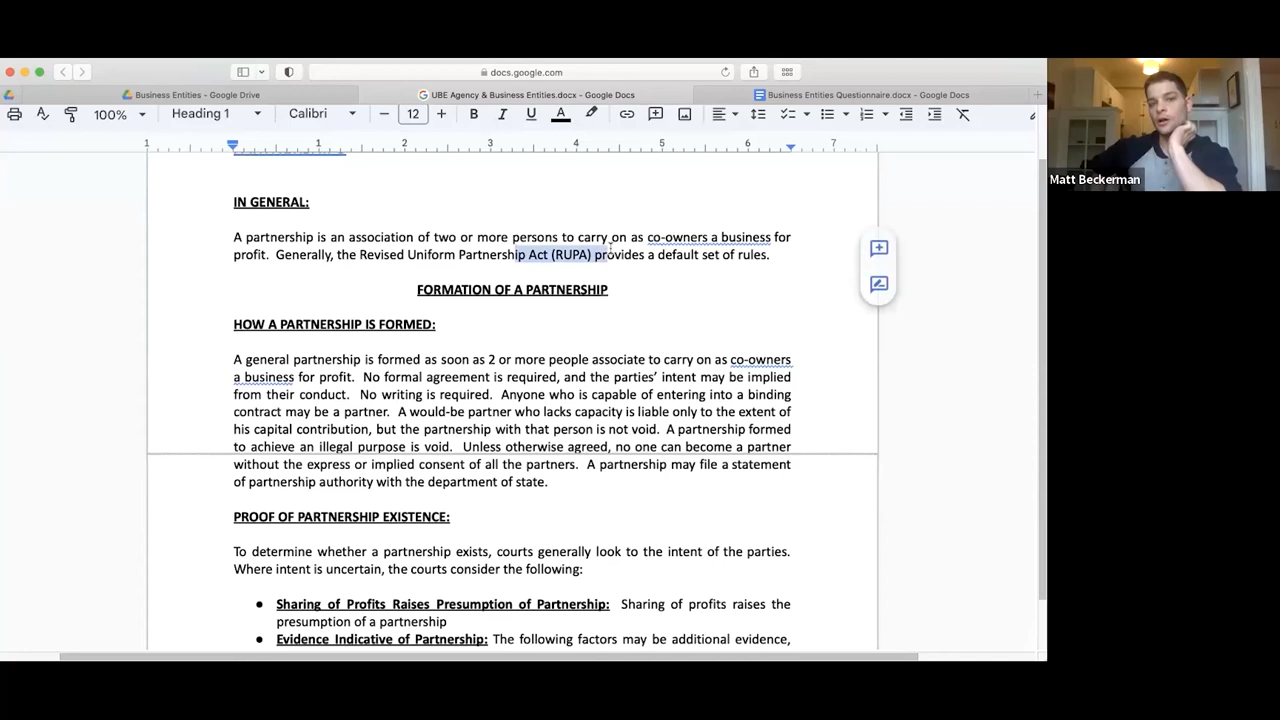 docs.google.com
Business Entities - Google Drive
UBE Agency & Business Entities.docx - Google Docs
Business Entities Questionnaire.docx - Google Docs
100% Heading 1 Calibri 12 B I U A
1 1 2 3 4 5 6 7
Matt Beckerman
IN GENERAL:
A partnership is an association of two or more persons to carry on as co-owners a business for
profit. Generally, the Revised Uniform Partnership Act (RUPA) provides a default set of rules.
FORMATION OF A PARTNERSHIP
HOW A PARTNERSHIP IS FORMED:
A general partnership is formed as soon as 2 or more people associate to carry on as co-owners
a business for profit. No formal agreement is required, and the parties’ intent may be implied
from their conduct. No writing is required. Anyone who is capable of entering into a binding
contract may be a partner. A would-be partner who lacks capacity is liable only to the extent of
his capital contribution, but the partnership with that person is not void. A partnership formed
to achieve an illegal purpose is void. Unless otherwise agreed, no one can become a partner
without the express or implied consent of all the partners. A partnership may file a statement
of partnership authority with the department of state.
PROOF OF PARTNERSHIP EXISTENCE:
To determine whether a partnership exists, courts generally look to the intent of the parties.
Where intent is uncertain, the courts consider the following:
● Sharing of Profits Raises Presumption of Partnership: Sharing of profits raises the
presumption of a partnership
● Evidence Indicative of Partnership: The following factors may be additional evidence,